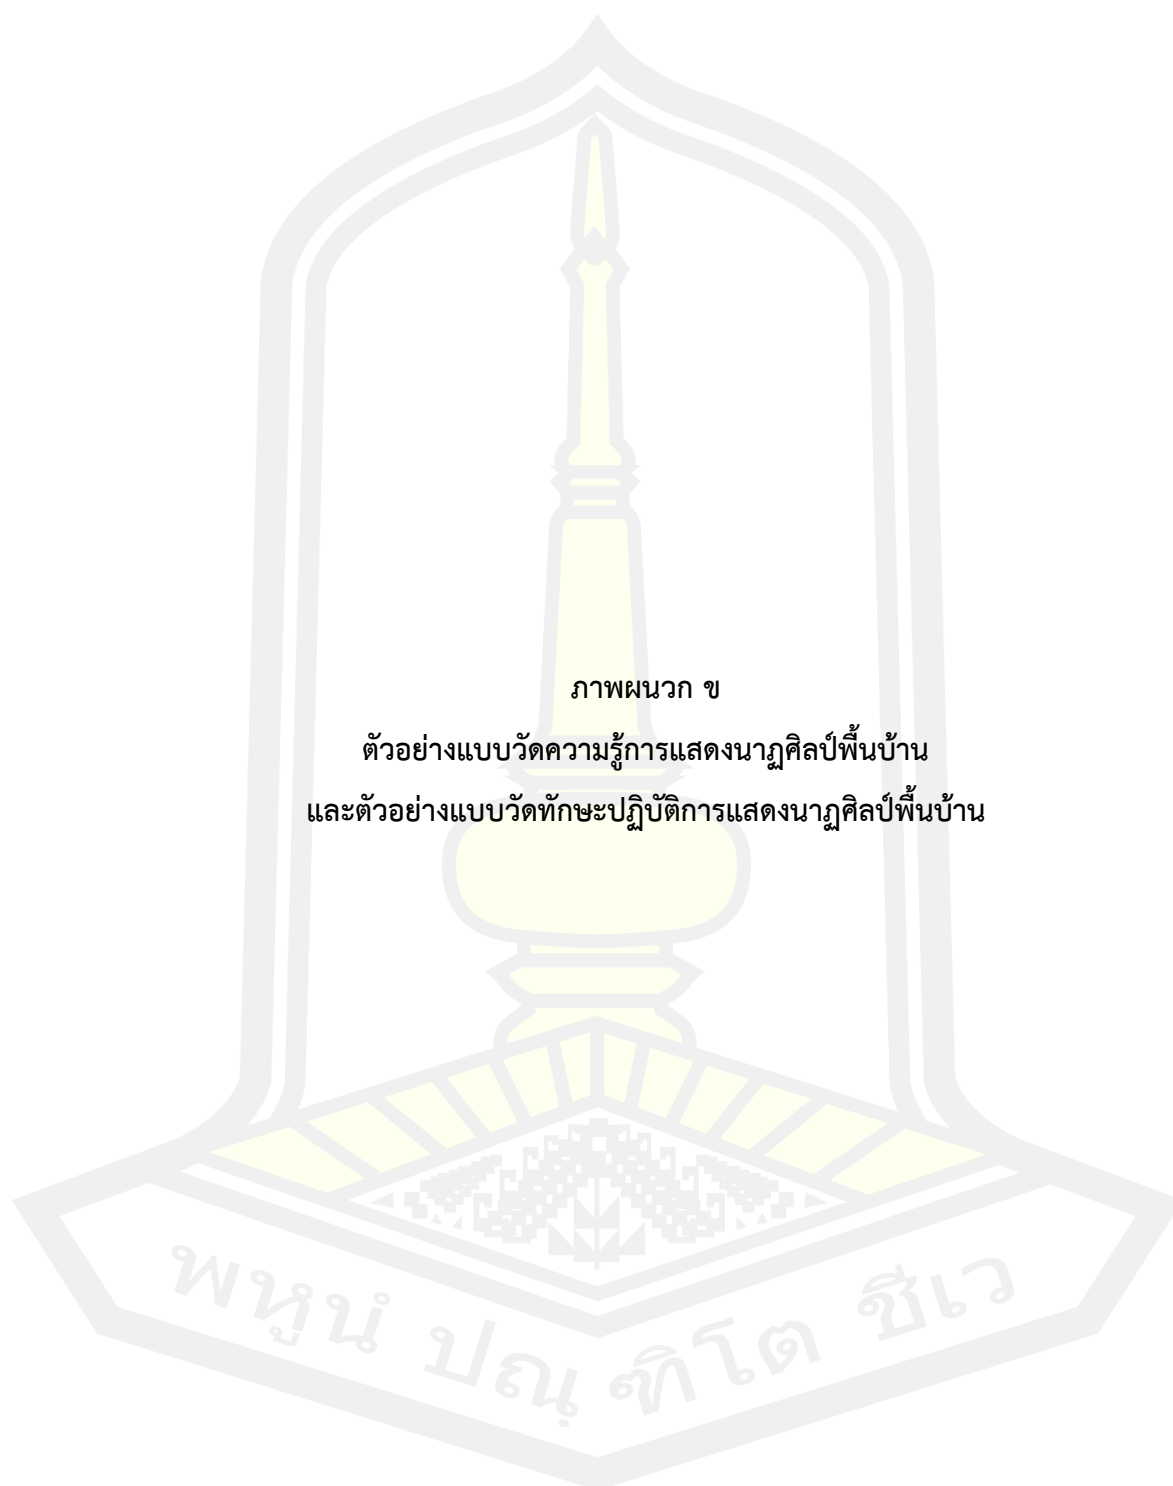 ภาพผนวก ข
ตัวอย่างแบบวัดความรู้การแสดงนาฏศิลป์พื้นบ้าน
และตัวอย่างแบบวัดทักษะปฏิบัติการแสดงนาฏศิลป์พื้นบ้าน
พหูนํ ปณฺ ฑิโต ชีเว